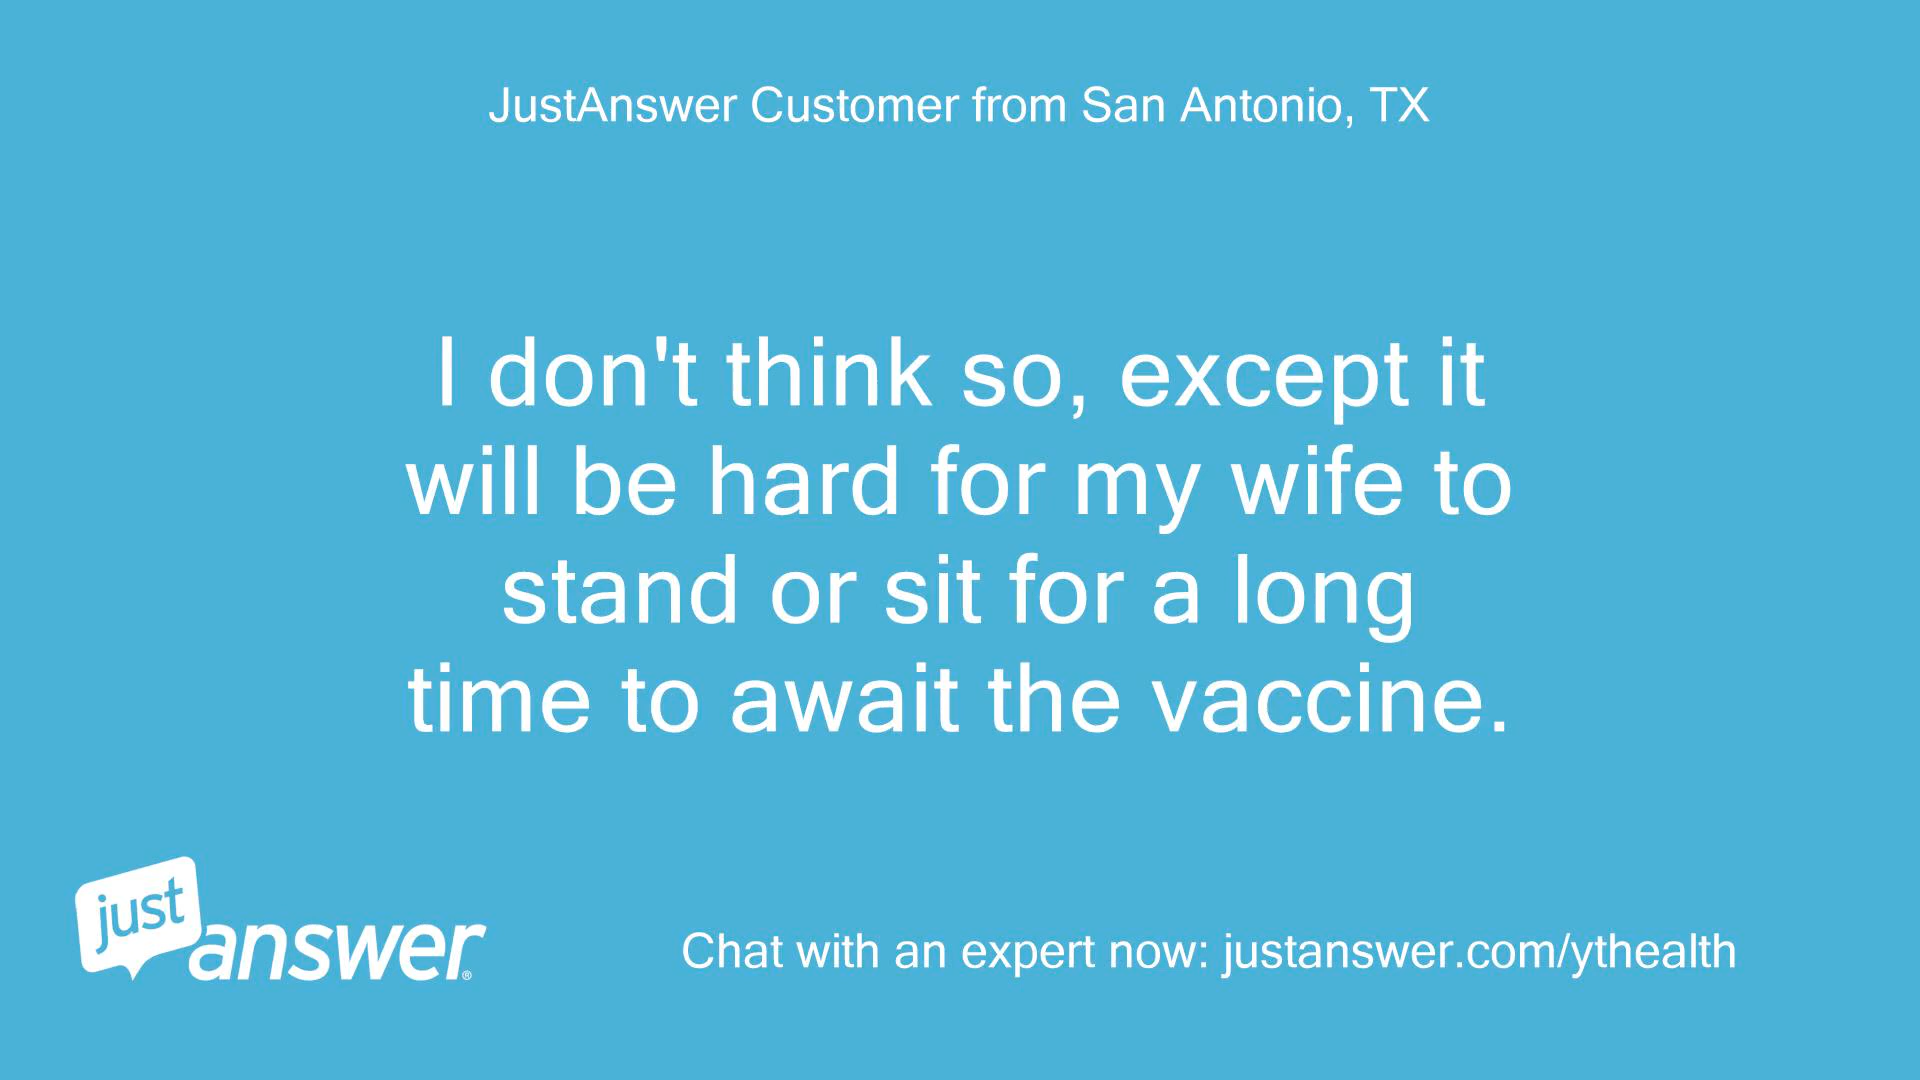 JustAnswer Customer from San Antonio, TX
I don't think so, except it
will be hard for my wife to
stand or sit for a long
time to await the vaccine.
just
answer®
Chat with an expert now: justanswer.com/ythealth